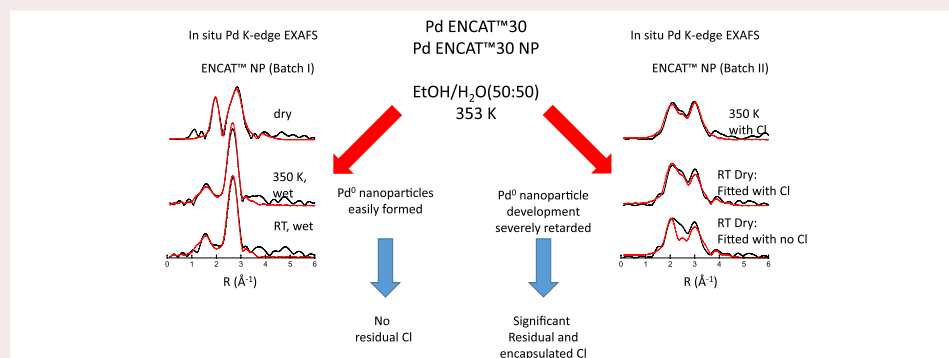 Pd ENCAT™30
Pd ENCAT™30 NP
EtOH/H₂O(50:50)
353 K
In situ Pd K-edge EXAFS
ENCAT™ NP (Batch I)
dry
350 K,
wet
RT, wet
0 1 2 3 4 5 6
R (Å⁻¹)
Pd⁰ nanoparticles
easily formed
No
residual Cl
Pd⁰ nanoparticle
development
severely retarded
Significant
Residual and
encapsulated Cl
In situ Pd K-edge EXAFS
ENCAT™ NP (Batch II)
350 K
with Cl
RT Dry:
Fitted with Cl
RT Dry:
Fitted with no Cl
0 1 2 3 4 5 6
R (Å⁻¹)